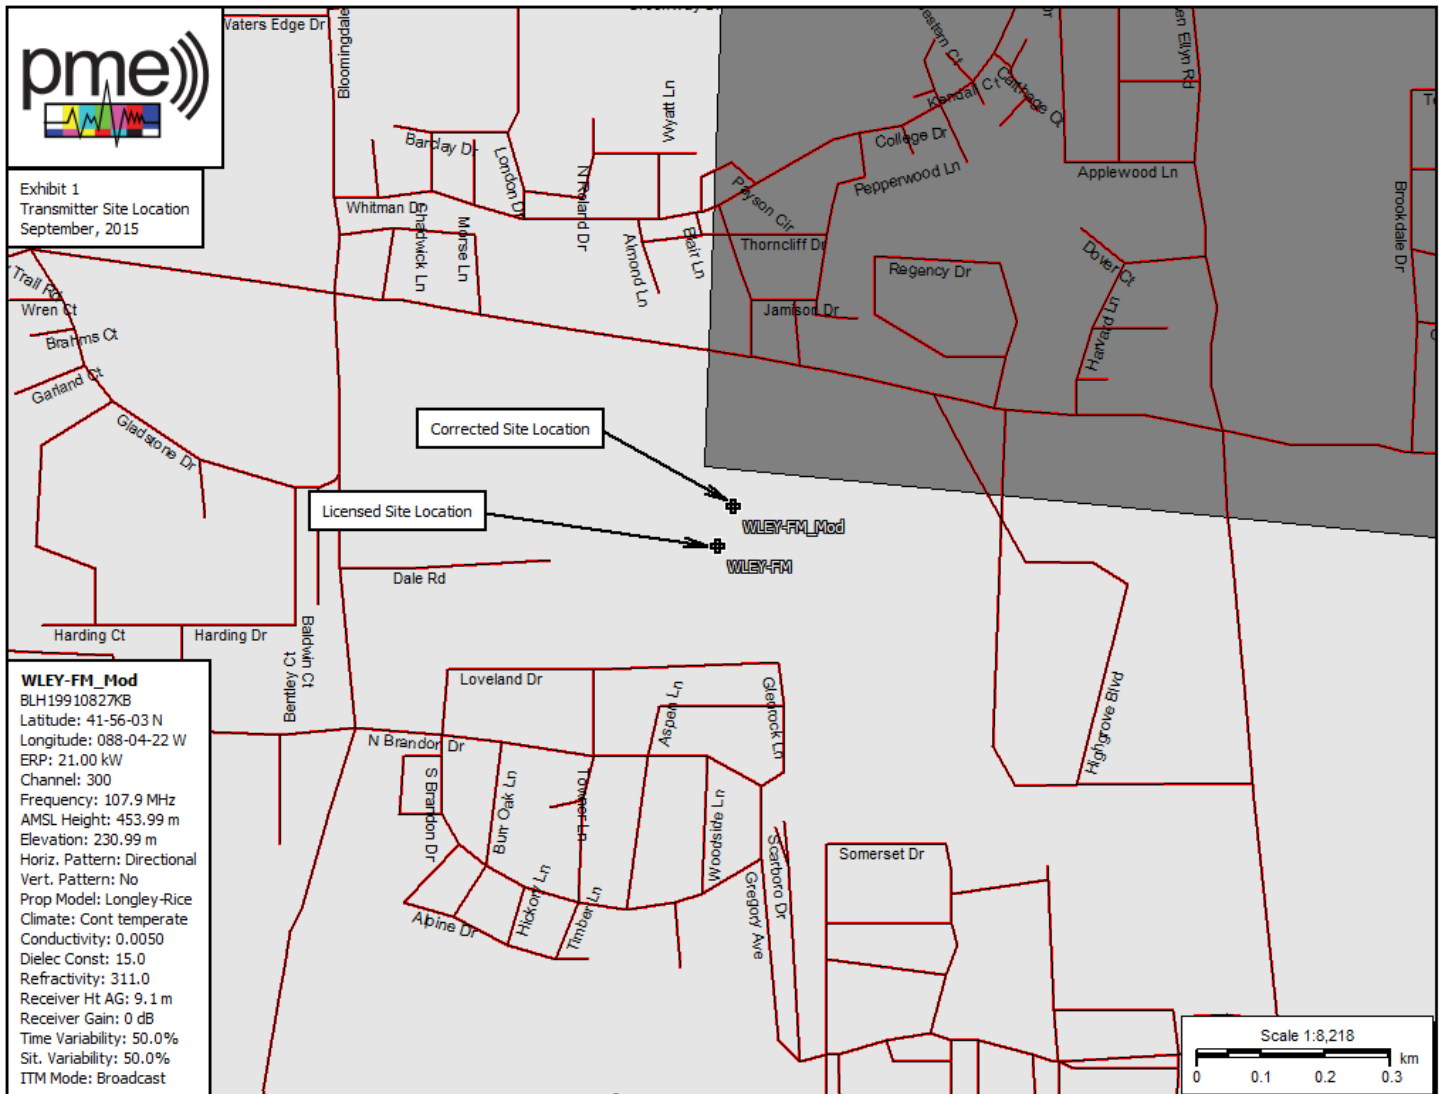 pme
Exhibit 1
Transmitter Site Location
September, 2015
Waters Edge Dr
Bloomingdale
Barclay Dr
London Dr
N Roland Dr
Wyatt Ln
Whitman Dr
Chadwick Ln
Morse Ln
Almond Ln
Blair Ln
Payson Cir
Thorncliff Dr
Jamison Dr
Kendal Ct
Carthage Ct
College Dr
Pepperwood Ln
en Ellyn Rd
Applewood Ln
Regency Dr
Dover Ct
Harvard Ln
Brookdale Dr
Trail Rd
Wren Ct
Brahms Ct
Garland Ct
Gladstone Dr
Corrected Site Location
Licensed Site Location
WLEY-FM_Mod
WLEY-FM
Dale Rd
Harding Ct
Harding Dr
Baldwin Ct
Bentley Ct
Loveland Dr
N Brandon Dr
S Brandon Dr
Burr Oak Ln
Towner Ln
Aspen Ln
Glenrock Ln
Woodside Ln
Hickory Ln
Timber Ln
Alpine Dr
Gregory Ave
Scarboro Dr
Somerset Dr
Highgrove Blvd
WLEY-FM_Mod
BLH19910827KB
Latitude: 41-56-03 N
Longitude: 088-04-22 W
ERP: 21.00 kW
Channel: 300
Frequency: 107.9 MHz
AMSL Height: 453.99 m
Elevation: 230.99 m
Horiz. Pattern: Directional
Vert. Pattern: No
Prop Model: Longley-Rice
Climate: Cont temperate
Conductivity: 0.0050
Dielec Const: 15.0
Refractivity: 311.0
Receiver Ht AG: 9.1 m
Receiver Gain: 0 dB
Time Variability: 50.0%
Sit. Variability: 50.0%
ITM Mode: Broadcast
Scale 1:8,218
km
0 0.1 0.2 0.3